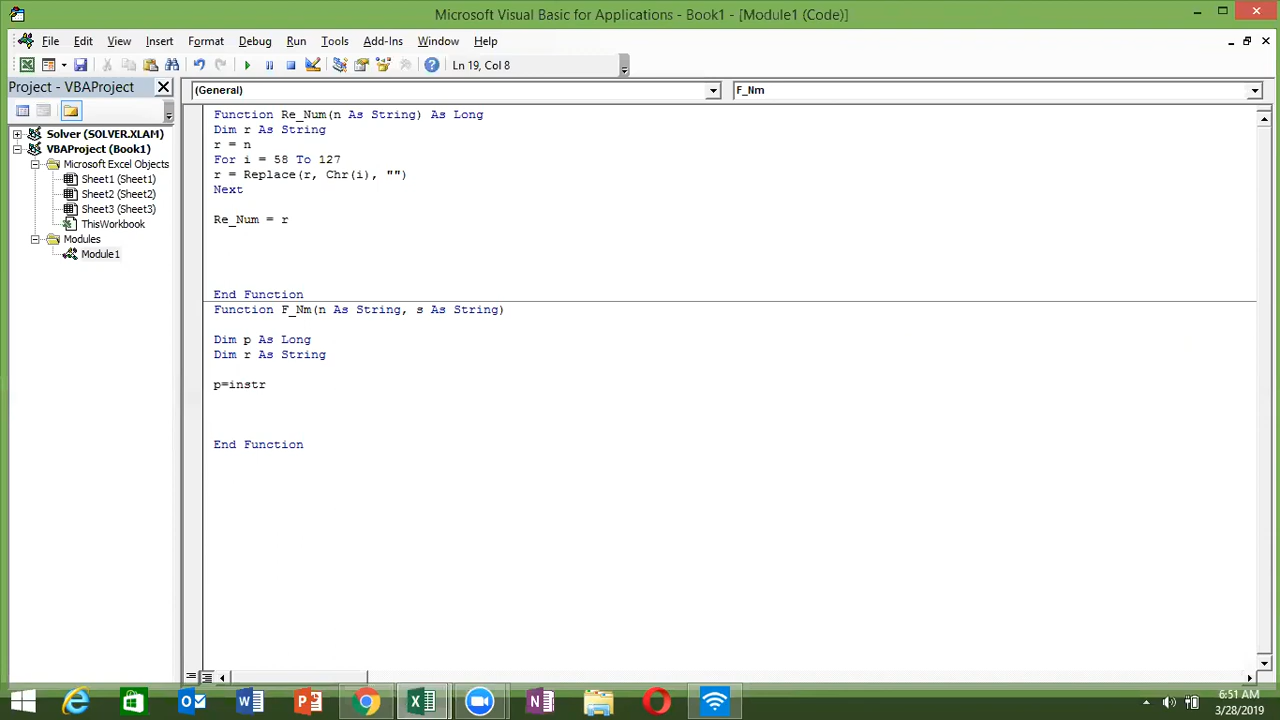 Microsoft Visual Basic for Applications - Book1 - [Module1 (Code)]
File Edit View Insert Format Debug Run Tools Add-Ins Window Help
Ln 19, Col 8
Project - VBAProject
(General) F_Nm
Solver (SOLVER.XLAM)
VBAProject (Book1)
Microsoft Excel Objects
Sheet1 (Sheet1)
Sheet2 (Sheet2)
Sheet3 (Sheet3)
ThisWorkbook
Modules
Module1
Function Re_Num(n As String) As Long
Dim r As String
r = n
For i = 58 To 127
r = Replace(r, Chr(i), "")
Next
Re_Num = r
End Function
Function F_Nm(n As String, s As String)
Dim p As Long
Dim r As String
p=instr
End Function
6:51 AM
3/28/2019